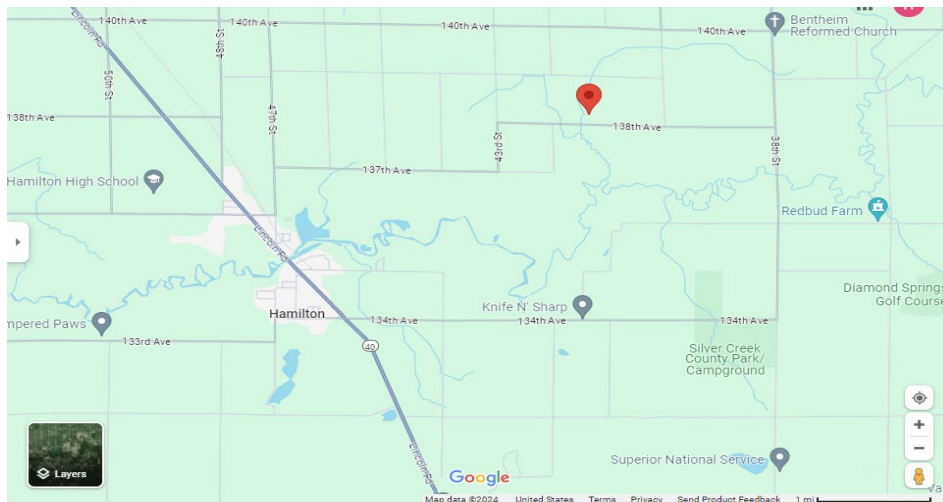 140th Ave
140th Ave
140th Ave
Bentheim
Reformed Church
Lincoln Rd
48th St
50th St
47th St
138th Ave
138th Ave
43rd St
38th St
137th Ave
Hamilton High School
Redbud Farm
Lincoln Rd
Diamond Springs
Golf Course
Hamilton
Knife N' Sharp
mpered Paws
134th Ave
134th Ave
134th Ave
133rd Ave
40
Silver Creek
County Park/
Campground
Lincoln Rd
Layers
Superior National Service
Google
Map data ©2024 United States Terms Privacy Send Product Feedback 1 mi